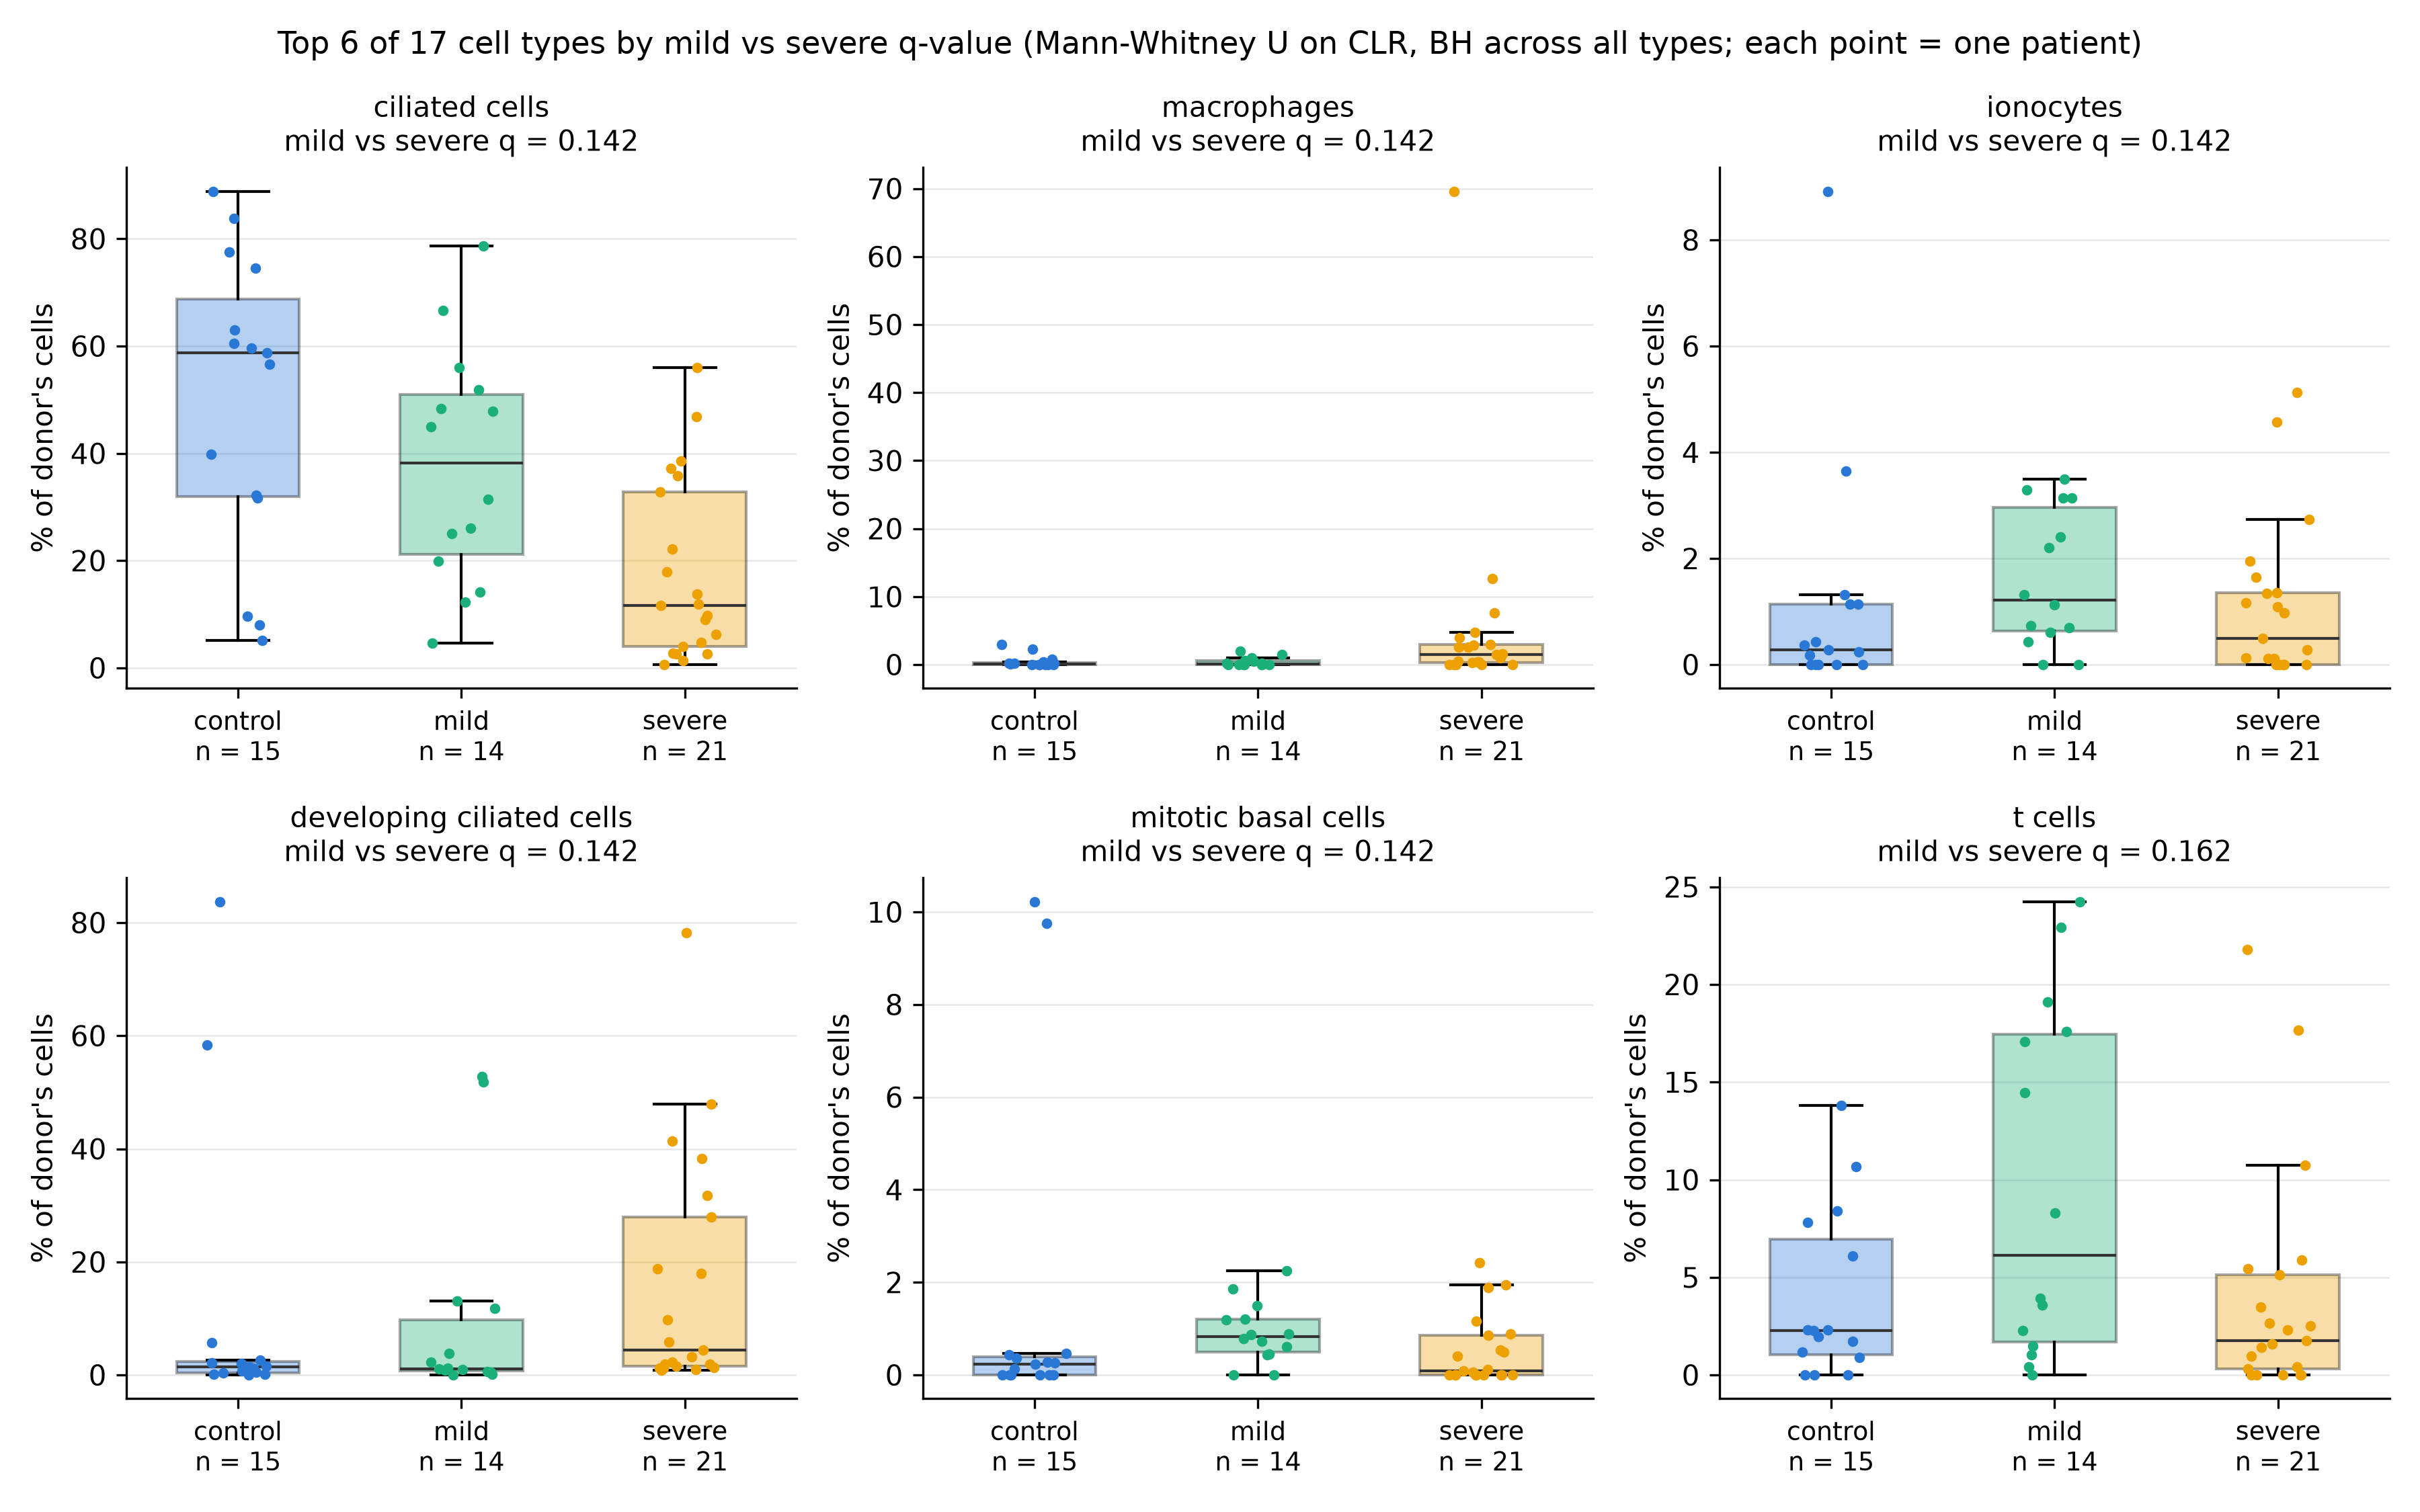 Top 6 of 17 cell types by mild vs severe q-value (Mann-Whitney U on CLR, BH across all types; each point = one patient)
ciliated cells
mild vs severe q = 0.142
% of donor's cells
80
60
40
20
0
control
n = 15
mild
n = 14
severe
n = 21
macrophages
mild vs severe q = 0.142
% of donor's cells
70
60
50
40
30
20
10
0
control
n = 15
mild
n = 14
severe
n = 21
ionocytes
mild vs severe q = 0.142
% of donor's cells
8
6
4
2
0
control
n = 15
mild
n = 14
severe
n = 21
developing ciliated cells
mild vs severe q = 0.142
% of donor's cells
80
60
40
20
0
control
n = 15
mild
n = 14
severe
n = 21
mitotic basal cells
mild vs severe q = 0.142
% of donor's cells
10
8
6
4
2
0
control
n = 15
mild
n = 14
severe
n = 21
t cells
mild vs severe q = 0.162
% of donor's cells
25
20
15
10
5
0
control
n = 15
mild
n = 14
severe
n = 21